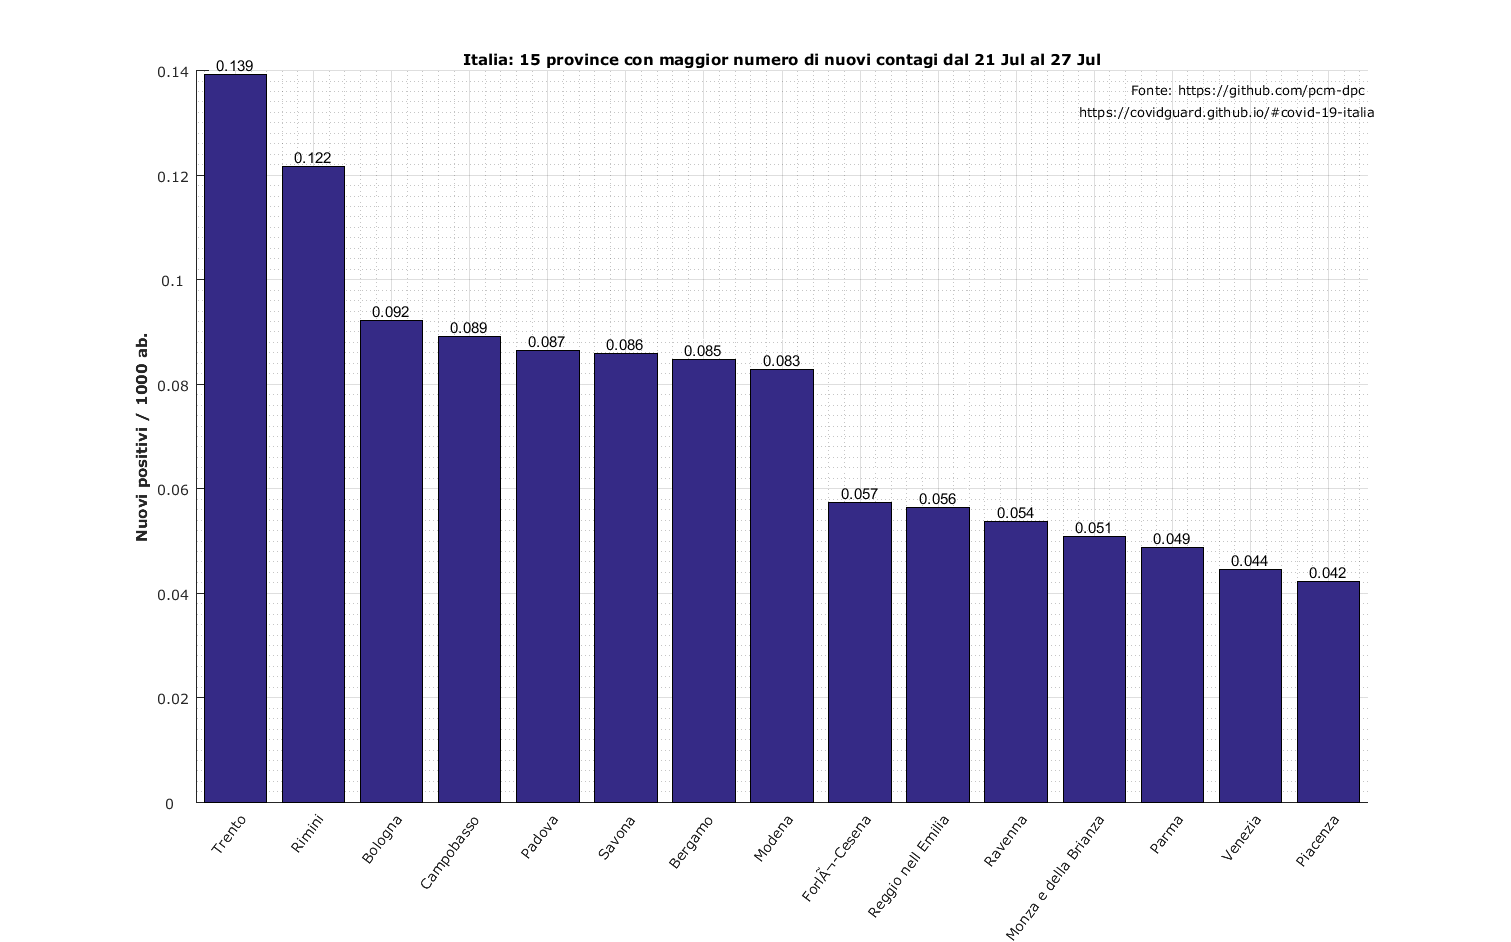 Italia: 15 province con maggior numero di nuovi contagi dal 21 Jul al 27 Jul
Fonte: https://github.com/pcm-dpc
https://covidguard.github.io/#covid-19-italia
Nuovi positivi / 1000 ab.
0.14
0.12
0.1
0.08
0.06
0.04
0.02
0
0.139
0.122
0.092
0.089
0.087
0.086
0.085
0.083
0.057
0.056
0.054
0.051
0.049
0.044
0.042
Trento
Rimini
Bologna
Campobasso
Padova
Savona
Bergamo
Modena
ForlÃ¬-Cesena
Reggio nell Emilia
Ravenna
Monza e della Brianza
Parma
Venezia
Piacenza